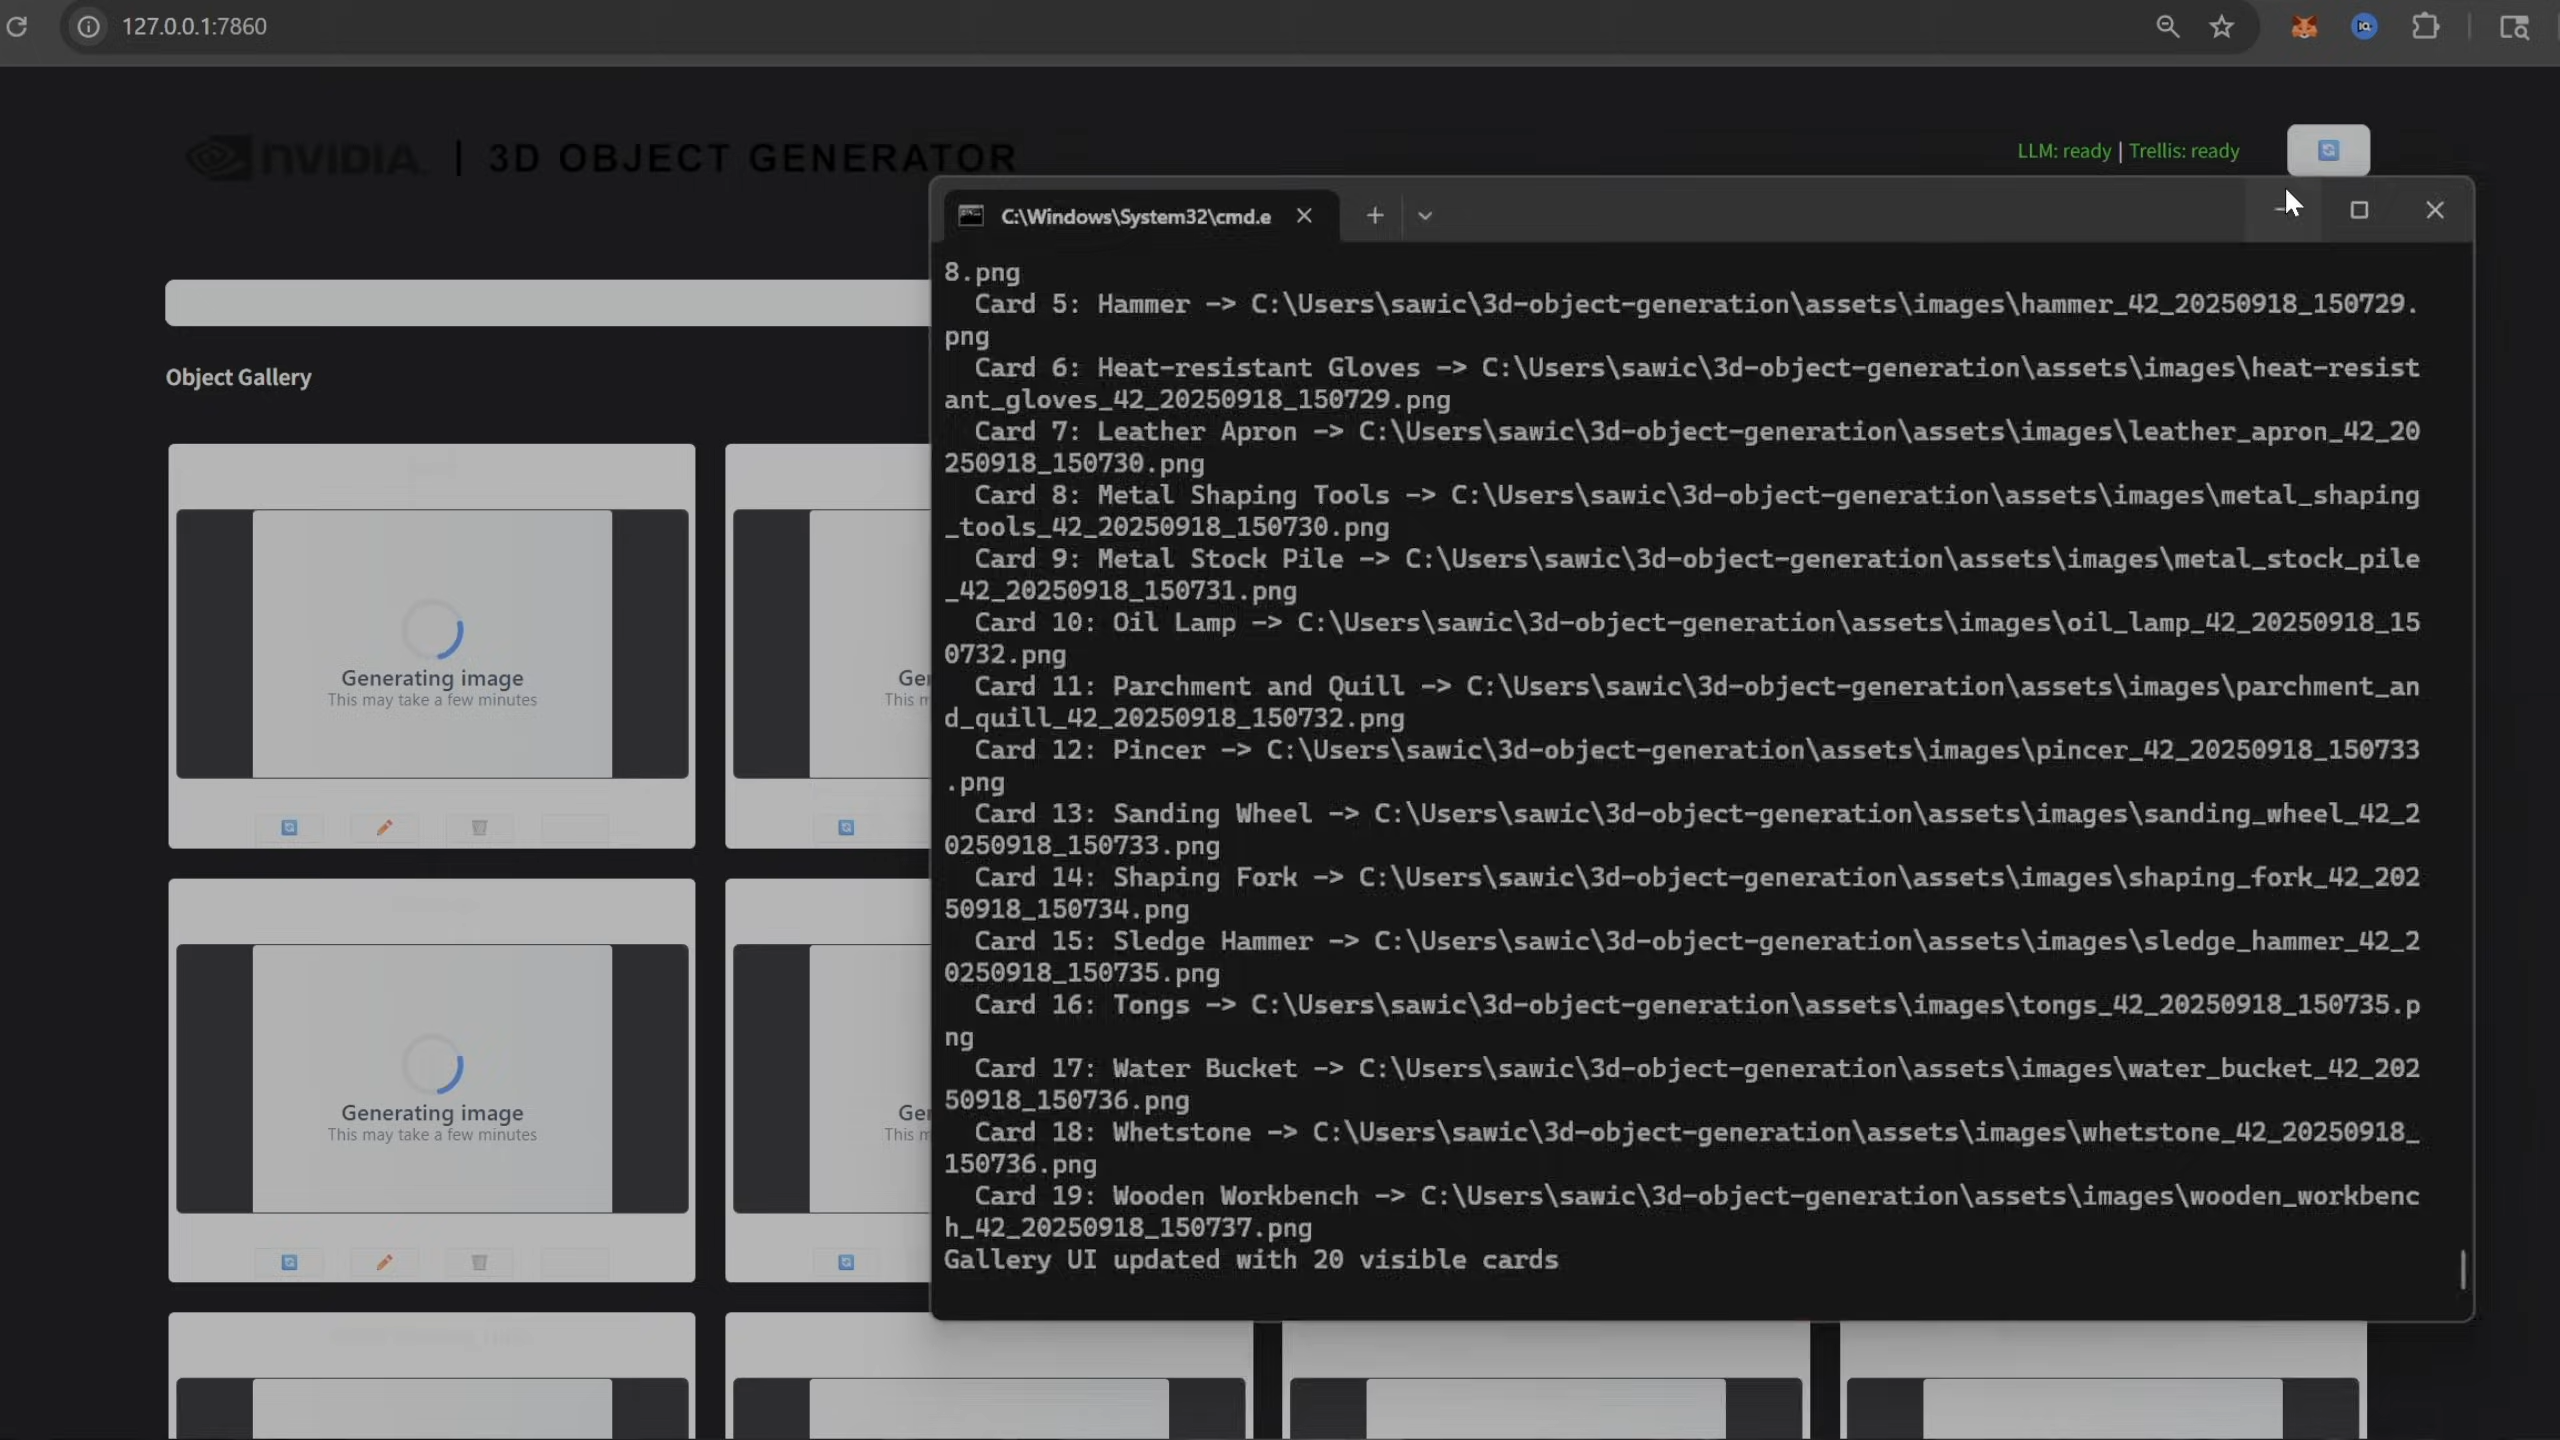 127.0.0.1:7860
nVIDIA. | 3D OBJECT GENERATOR
LLM: ready | Trellis: ready
C:\Windows\System32\cmd.e
Object Gallery
Generating image
This may take a few minutes
Ge
This
Generating image
This may take a few minutes
Ge
This
8.png
Card 5: Hammer -> C:\Users\sawic\3d-object-generation\assets\images\hammer_42_20250918_150729.
png
Card 6: Heat-resistant Gloves -> C:\Users\sawic\3d-object-generation\assets\images\heat-resist
ant_gloves_42_20250918_150729.png
Card 7: Leather Apron -> C:\Users\sawic\3d-object-generation\assets\images\leather_apron_42_20
250918_150730.png
Card 8: Metal Shaping Tools -> C:\Users\sawic\3d-object-generation\assets\images\metal_shaping
_tools_42_20250918_150730.png
Card 9: Metal Stock Pile -> C:\Users\sawic\3d-object-generation\assets\images\metal_stock_pile
_42_20250918_150731.png
Card 10: Oil Lamp -> C:\Users\sawic\3d-object-generation\assets\images\oil_lamp_42_20250918_15
0732.png
Card 11: Parchment and Quill -> C:\Users\sawic\3d-object-generation\assets\images\parchment_an
d_quill_42_20250918_150732.png
Card 12: Pincer -> C:\Users\sawic\3d-object-generation\assets\images\pincer_42_20250918_150733
.png
Card 13: Sanding Wheel -> C:\Users\sawic\3d-object-generation\assets\images\sanding_wheel_42_2
0250918_150733.png
Card 14: Shaping Fork -> C:\Users\sawic\3d-object-generation\assets\images\shaping_fork_42_202
50918_150734.png
Card 15: Sledge Hammer -> C:\Users\sawic\3d-object-generation\assets\images\sledge_hammer_42_2
0250918_150735.png
Card 16: Tongs -> C:\Users\sawic\3d-object-generation\assets\images\tongs_42_20250918_150735.p
ng
Card 17: Water Bucket -> C:\Users\sawic\3d-object-generation\assets\images\water_bucket_42_202
50918_150736.png
Card 18: Whetstone -> C:\Users\sawic\3d-object-generation\assets\images\whetstone_42_20250918_
150736.png
Card 19: Wooden Workbench -> C:\Users\sawic\3d-object-generation\assets\images\wooden_workbenc
h_42_20250918_150737.png
Gallery UI updated with 20 visible cards